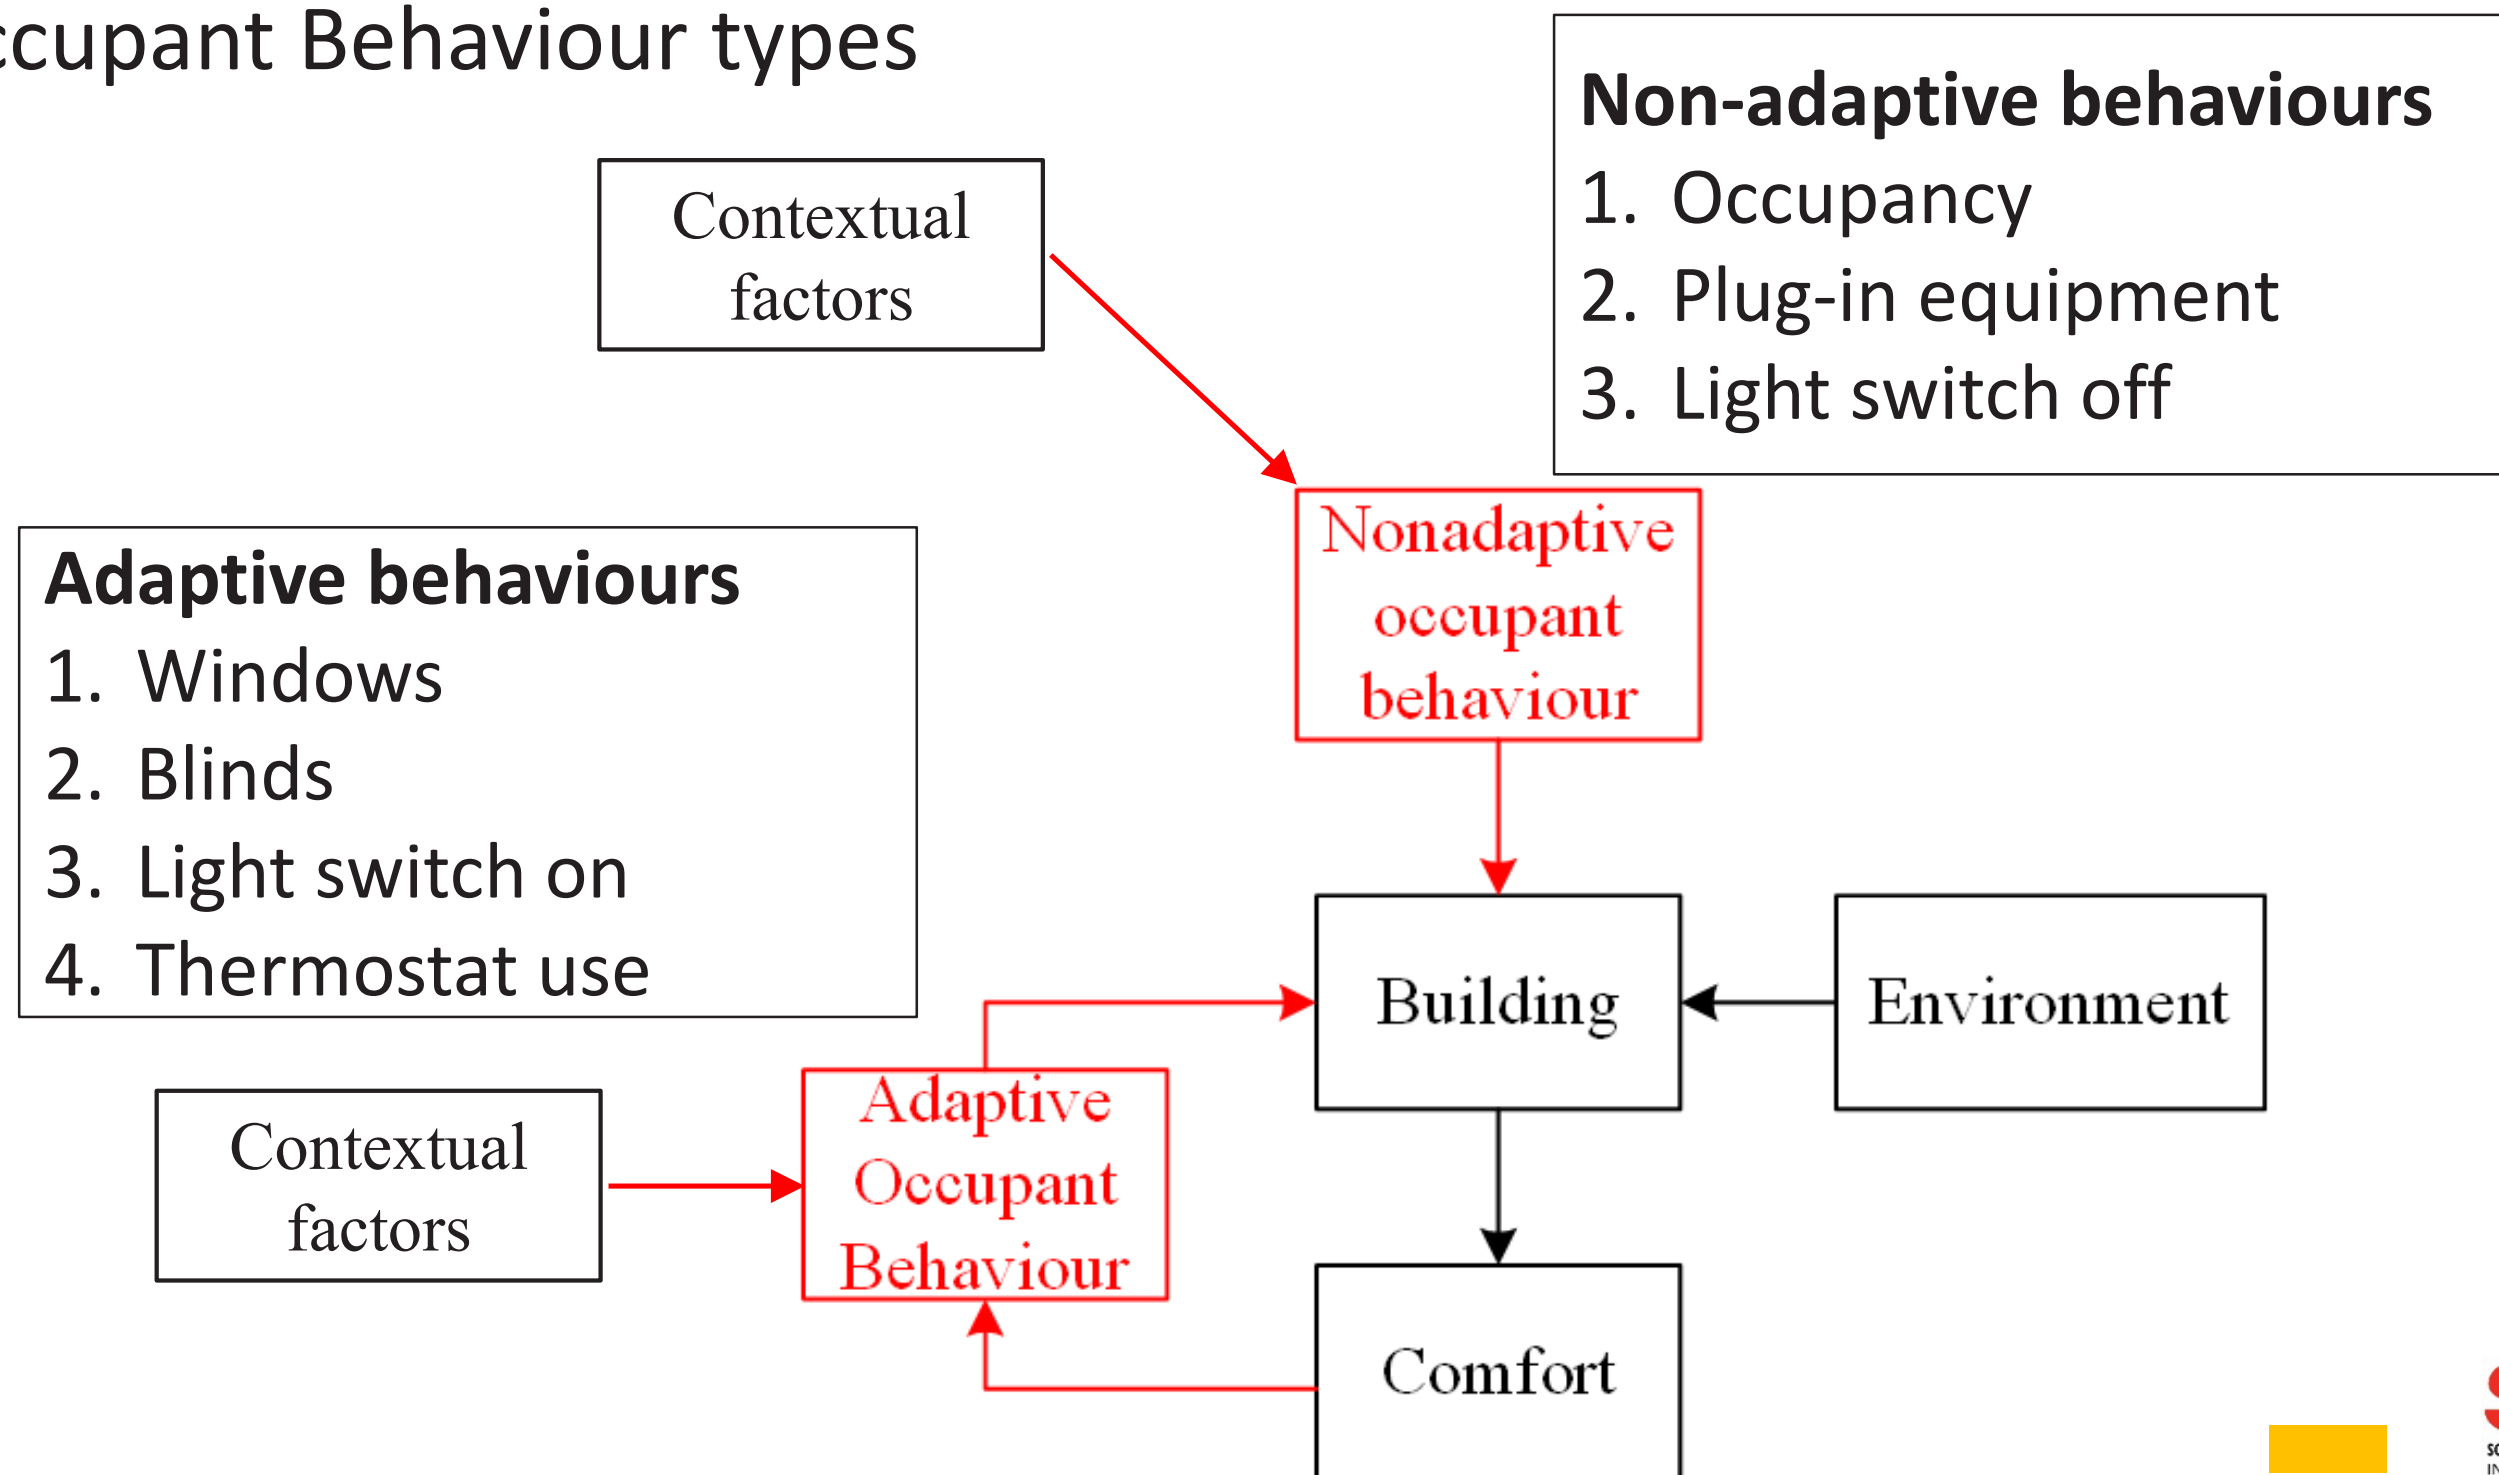 ccupant Behaviour types
Non-adaptive behaviours
1. Occupancy
2. Plug-in equipment
3. Light switch off
Contextual
factors
Nonadaptive
occupant
behaviour
Adaptive behaviours
1. Windows
2. Blinds
3. Light switch on
4. Thermostat use
Building
Environment
Adaptive
Occupant
Behaviour
Contextual
factors
Comfort